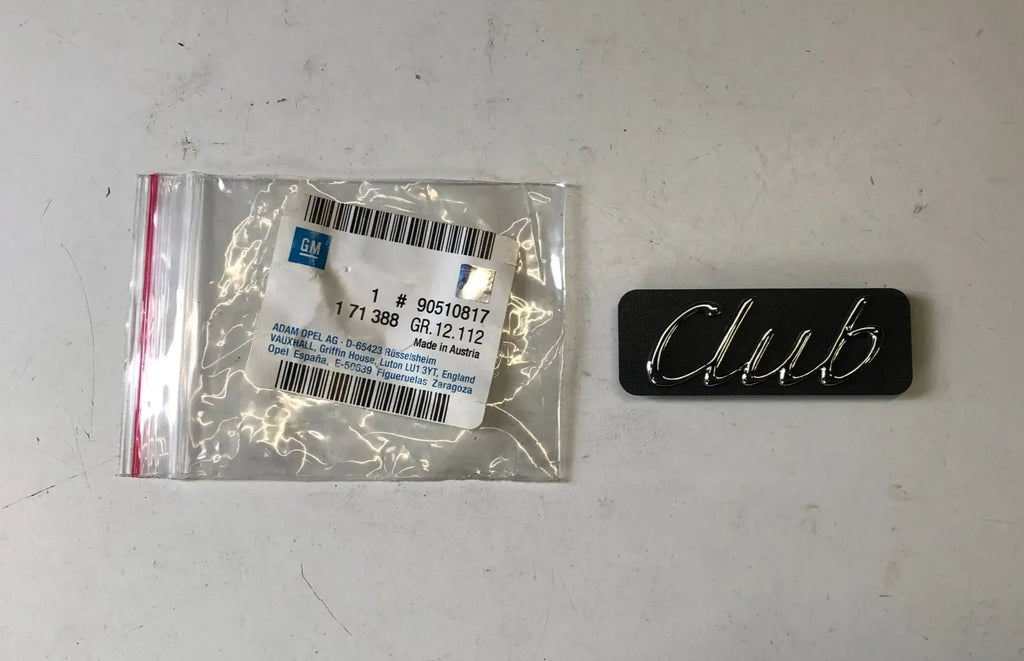 GM
1 # 90510817
1 71 388 GR.12.112
Made in Austria
ADAM OPEL AG · D-65423 Rüsselsheim
VAUXHALL, Griffin House, Luton LU1 3YT, England
Opel España, E-50639 Figueruelas Zaragoza
Club